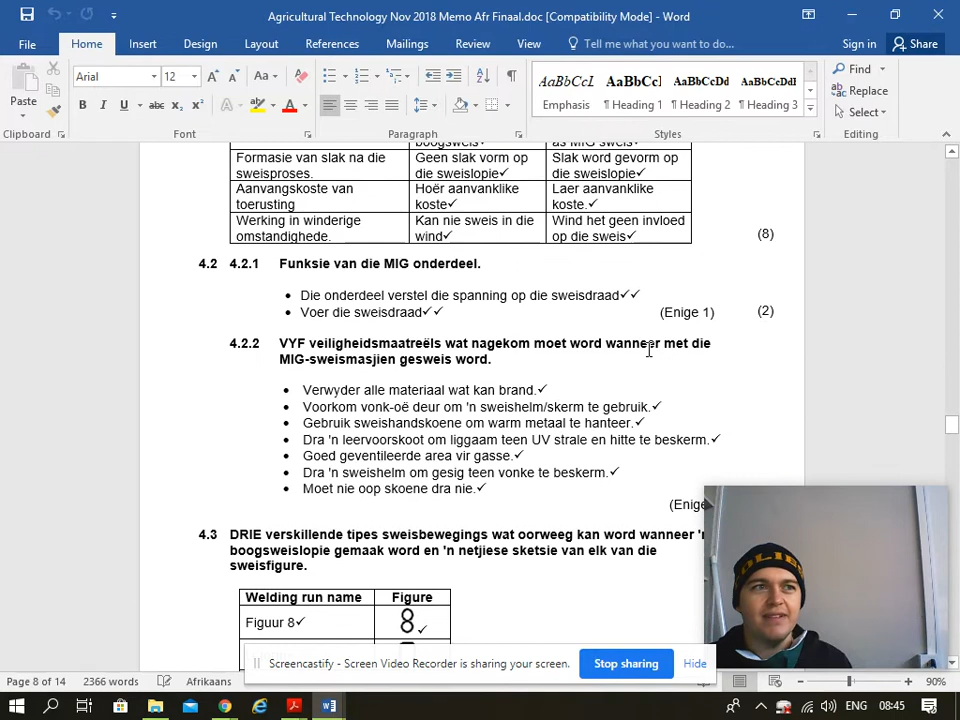 Agricultural Technology Nov 2018 Memo Afr Finaal.doc [Compatibility Mode] - Word
File Home Insert Design Layout References Mailings Review View Tell me what you want to do... Sign in Share
Paste Arial 12 Aa AaBbCcL AaBbCcI AaBbCcDd AaBbCcDdI Find
B I U abc x₂ x² A A Emphasis ¶ Heading 1 ¶ Heading 2 ¶ Heading 3 Replace
Select
Clipboard Font Paragraph Styles Editing
boogsweis✓ as MIG sweis✓
Formasie van slak na die Geen slak vorm op Slak word gevorm op
sweisproses. die sweislopie✓ die sweislopie✓
Aanvangskoste van Hoër aanvanklike Laer aanvanklike
toerusting koste✓ koste.✓
Werking in winderige Kan nie sweis in die Wind het geen invloed
omstandighede. wind✓ op die sweis✓ (8)
4.2 4.2.1 Funksie van die MIG onderdeel.
• Die onderdeel verstel die spanning op die sweisdraad✓✓
• Voer die sweisdraad✓✓ (Enige 1) (2)
4.2.2 VYF veiligheidsmaatreëls wat nagekom moet word wanneer met die
MIG-sweismasjien gesweis word.
• Verwyder alle materiaal wat kan brand.✓
• Voorkom vonk-oë deur om 'n sweishelm/skerm te gebruik.✓
• Gebruik sweishandskoene om warm metaal te hanteer.✓
• Dra 'n leervoorskoot om liggaam teen UV strale en hitte te beskerm.✓
• Goed geventileerde area vir gasse.✓
• Dra 'n sweishelm om gesig teen vonke te beskerm.✓
• Moet nie oop skoene dra nie.✓
(Enige
4.3 DRIE verskillende tipes sweisbewegings wat oorweeg kan word wanneer 'n
boogsweislopie gemaak word en 'n netjiese sketsie van elk van die
sweisfigure.
Welding run name Figure
Figuur 8✓ 8✓
Screencastify - Screen Video Recorder is sharing your screen. Stop sharing Hide
Page 8 of 14 2366 words Afrikaans 90%
ENG 08:45